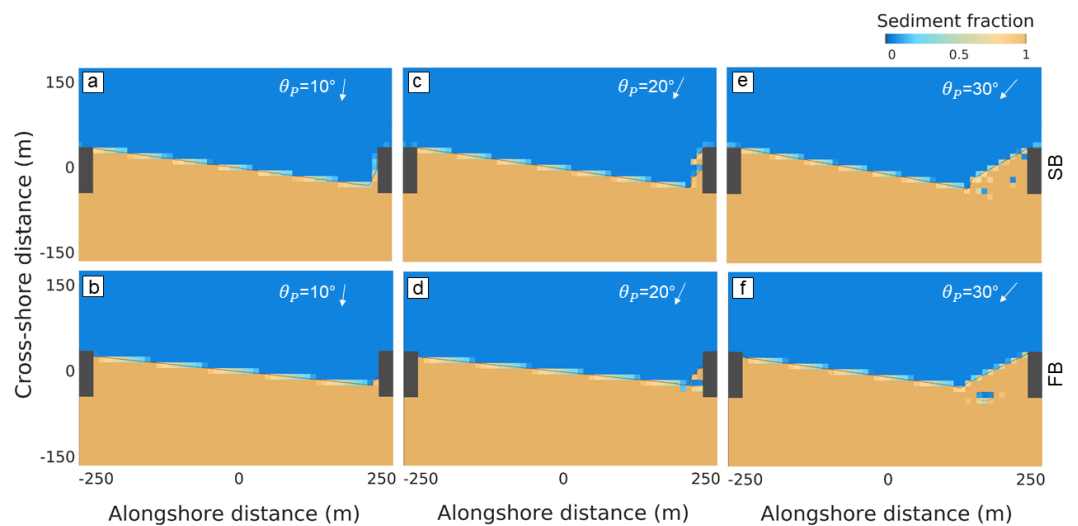 Sediment fraction
0 0.5 1
a c e
θP=10° θP=20° θP=30°
150
0
-150
SB
b d f
θP=10° θP=20° θP=30°
150
0
-150
FB
Cross-shore distance (m)
-250 0 250 -250 0 250 -250 0 250
Alongshore distance (m) Alongshore distance (m) Alongshore distance (m)